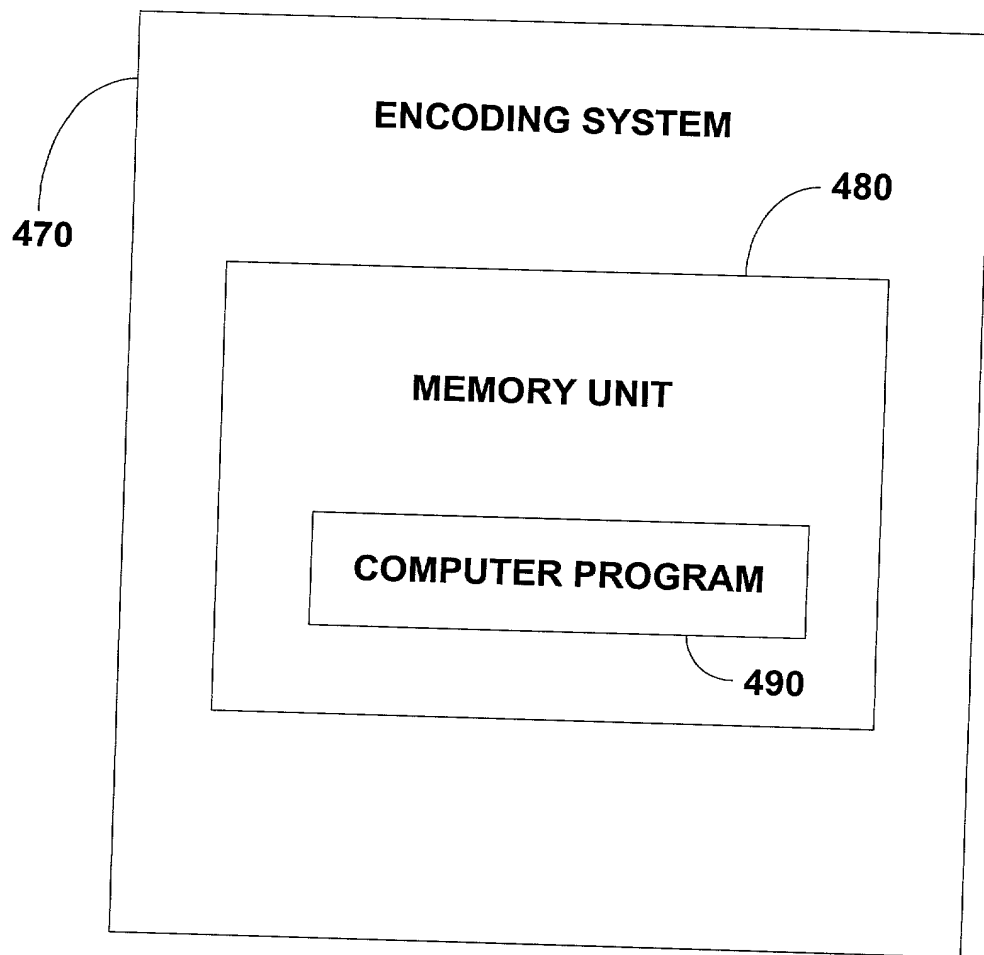 ENCODING SYSTEM
480
470
MEMORY UNIT
COMPUTER PROGRAM
490